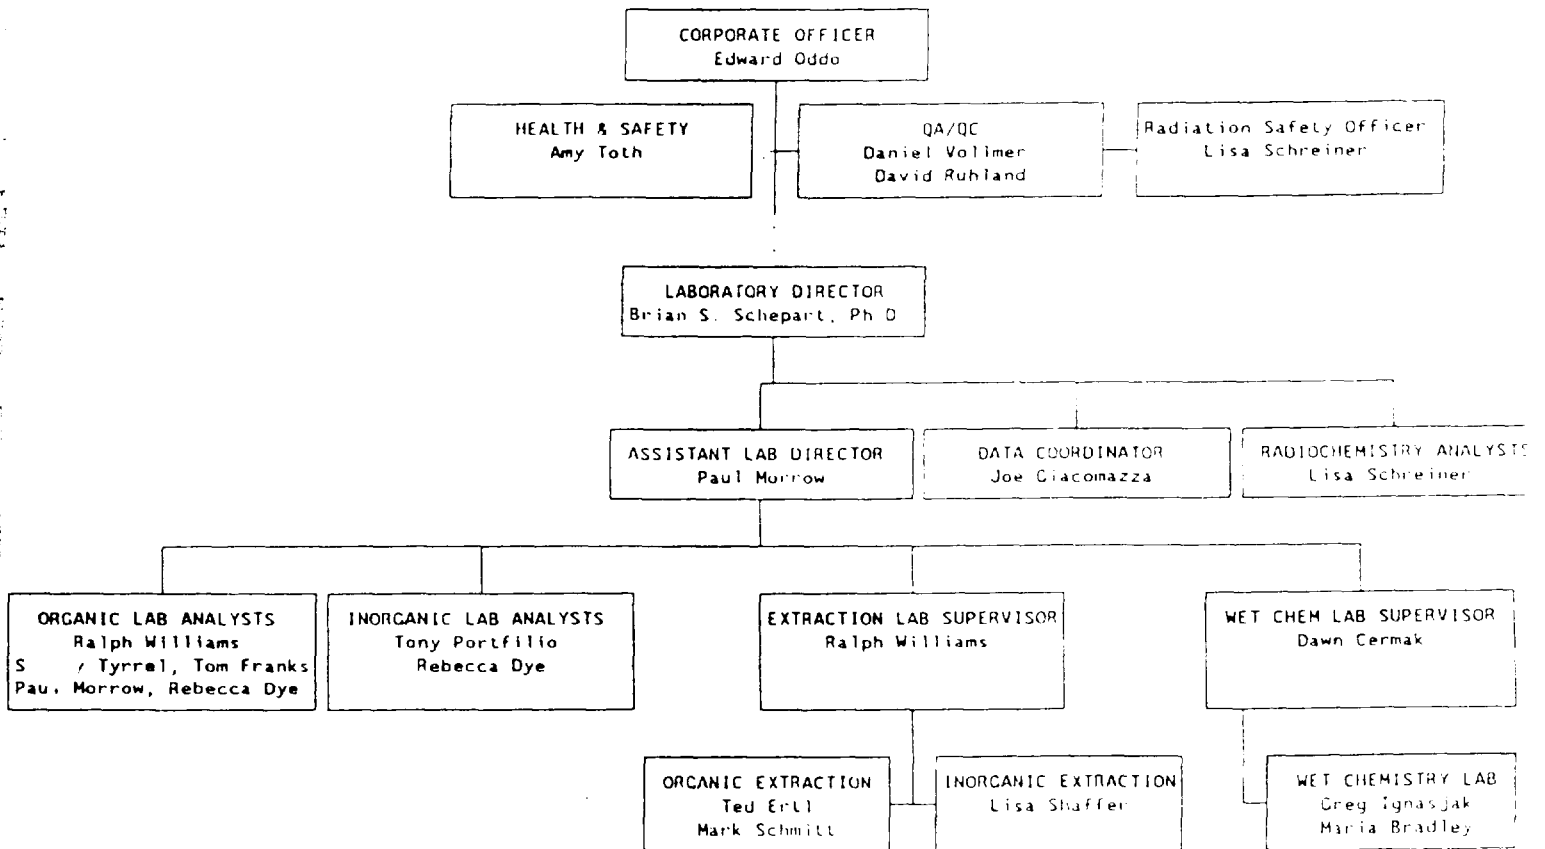 CORPORATE OFFICER
Edward Oddo
HEALTH & SAFETY
Amy Toth
QA/QC
Daniel Vollmer
David Ruhland
Radiation Safety Officer
Lisa Schreiner
LABORATORY DIRECTOR
Brian S. Schepart, Ph D
ASSISTANT LAB DIRECTOR
Paul Morrow
DATA COORDINATOR
Joe Giacomazza
RADIOCHEMISTRY ANALYSTS
Lisa Schreiner
ORGANIC LAB ANALYSTS
Ralph Williams
Tyrrel, Tom Franks
Morrow, Rebecca Dye
INORGANIC LAB ANALYSTS
Tony Portfilio
Rebecca Dye
EXTRACTION LAB SUPERVISOR
Ralph Williams
WET CHEM LAB SUPERVISOR
Dawn Cermak
ORGANIC EXTRACTION
Ted Ertl
Mark Schmitt
INORGANIC EXTRACTION
Lisa Shaffer
WET CHEMISTRY LAB
Greg Ignasjak
Maria Bradley